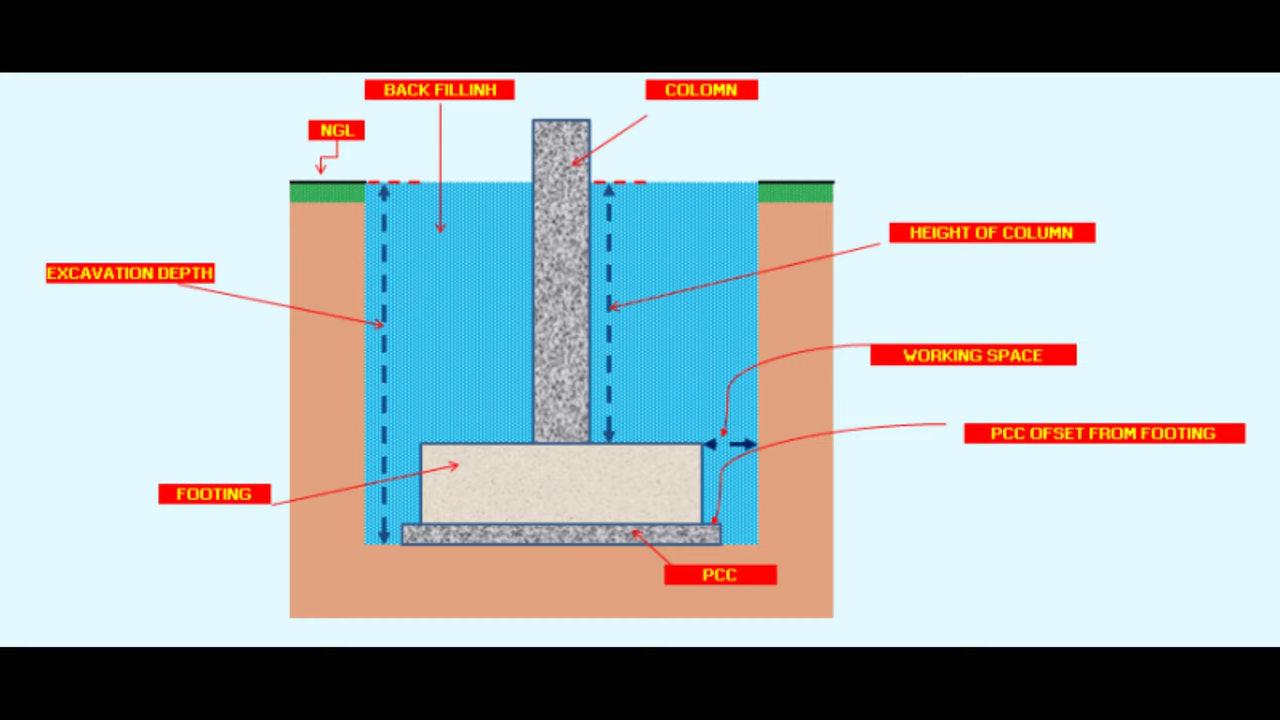 BACK FILLINH
COLOMN
NGL
HEIGHT OF COLUMN
EXCAVATION DEPTH
WORKING SPACE
PCC OFSET FROM FOOTING
FOOTING
PCC